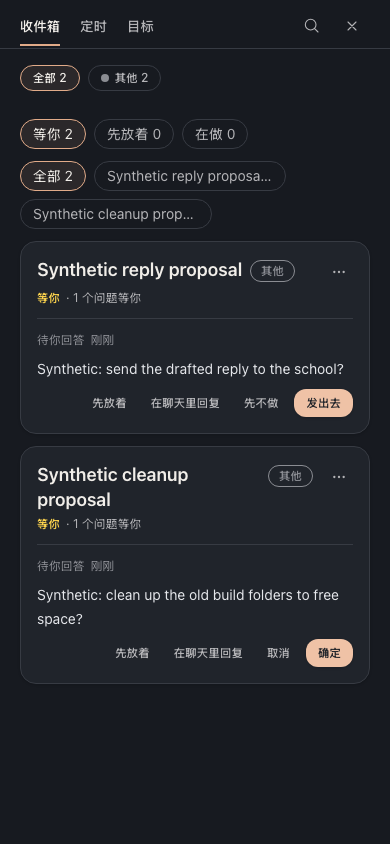 收件箱 定时 目标
全部 2 其他 2
等你 2 先放着 0 在做 0
全部 2 Synthetic reply proposa...
Synthetic cleanup prop...
Synthetic reply proposal 其他 ...
等你 · 1 个问题等你
待你回答 刚刚
Synthetic: send the drafted reply to the school?
先放着 在聊天里回复 先不做 发出去
Synthetic cleanup 其他 ...
proposal
等你 · 1 个问题等你
待你回答 刚刚
Synthetic: clean up the old build folders to free
space?
先放着 在聊天里回复 取消 确定